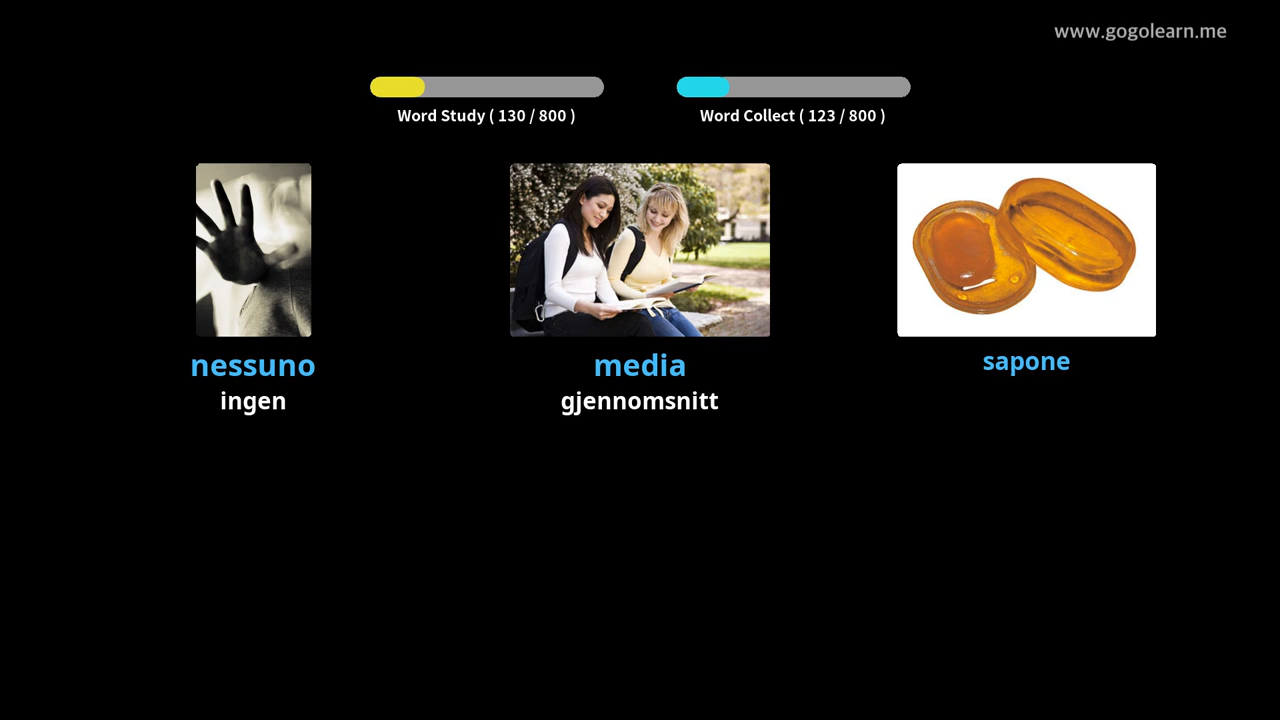 www.gogolearn.me
Word Study ( 130 / 800 )
Word Collect ( 123 / 800 )
nessuno
ingen
media
gjennomsnitt
sapone